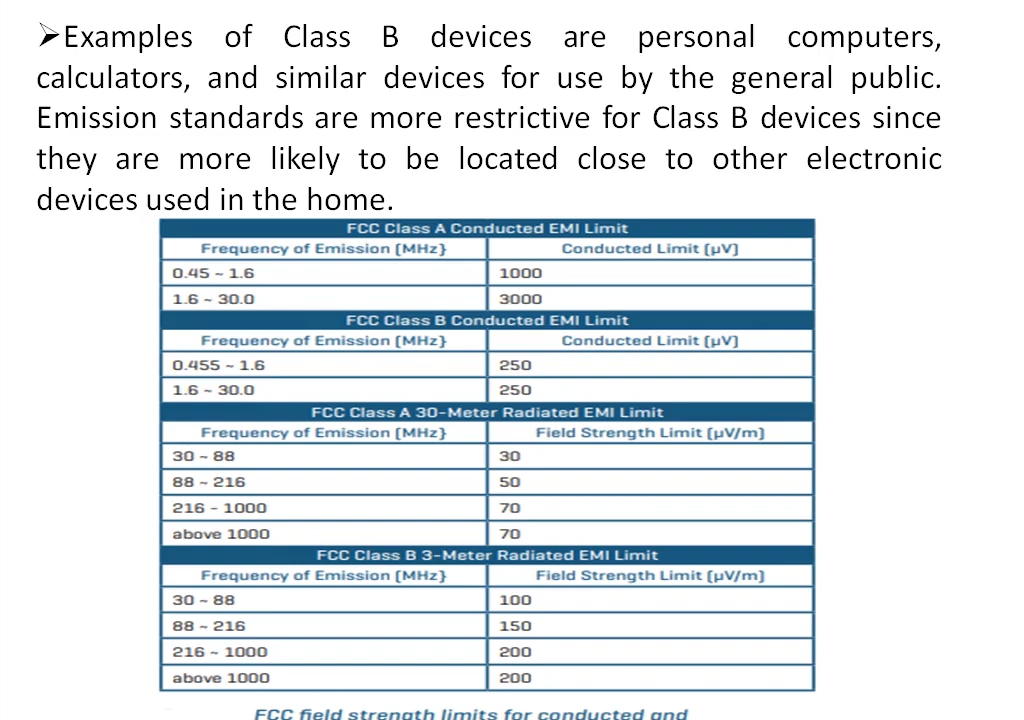 ➢Examples of Class B devices are personal computers,
calculators, and similar devices for use by the general public.
Emission standards are more restrictive for Class B devices since
they are more likely to be located close to other electronic
devices used in the home.
FCC Class A Conducted EMI Limit
Frequency of Emission (MHz} Conducted Limit (µV)
0.45 ~ 1.6 1000
1.6 ~ 30.0 3000
FCC Class B Conducted EMI Limit
Frequency of Emission (MHz} Conducted Limit (µV)
0.455 ~ 1.6 250
1.6 ~ 30.0 250
FCC Class A 30-Meter Radiated EMI Limit
Frequency of Emission (MHz} Field Strength Limit (µV/m)
30 ~ 88 30
88 ~ 216 50
216 - 1000 70
above 1000 70
FCC Class B 3-Meter Radiated EMI Limit
Frequency of Emission (MHz} Field Strength Limit (µV/m)
30 ~ 88 100
88 ~ 216 150
216 ~ 1000 200
above 1000 200
FCC field strength limits for conducted and